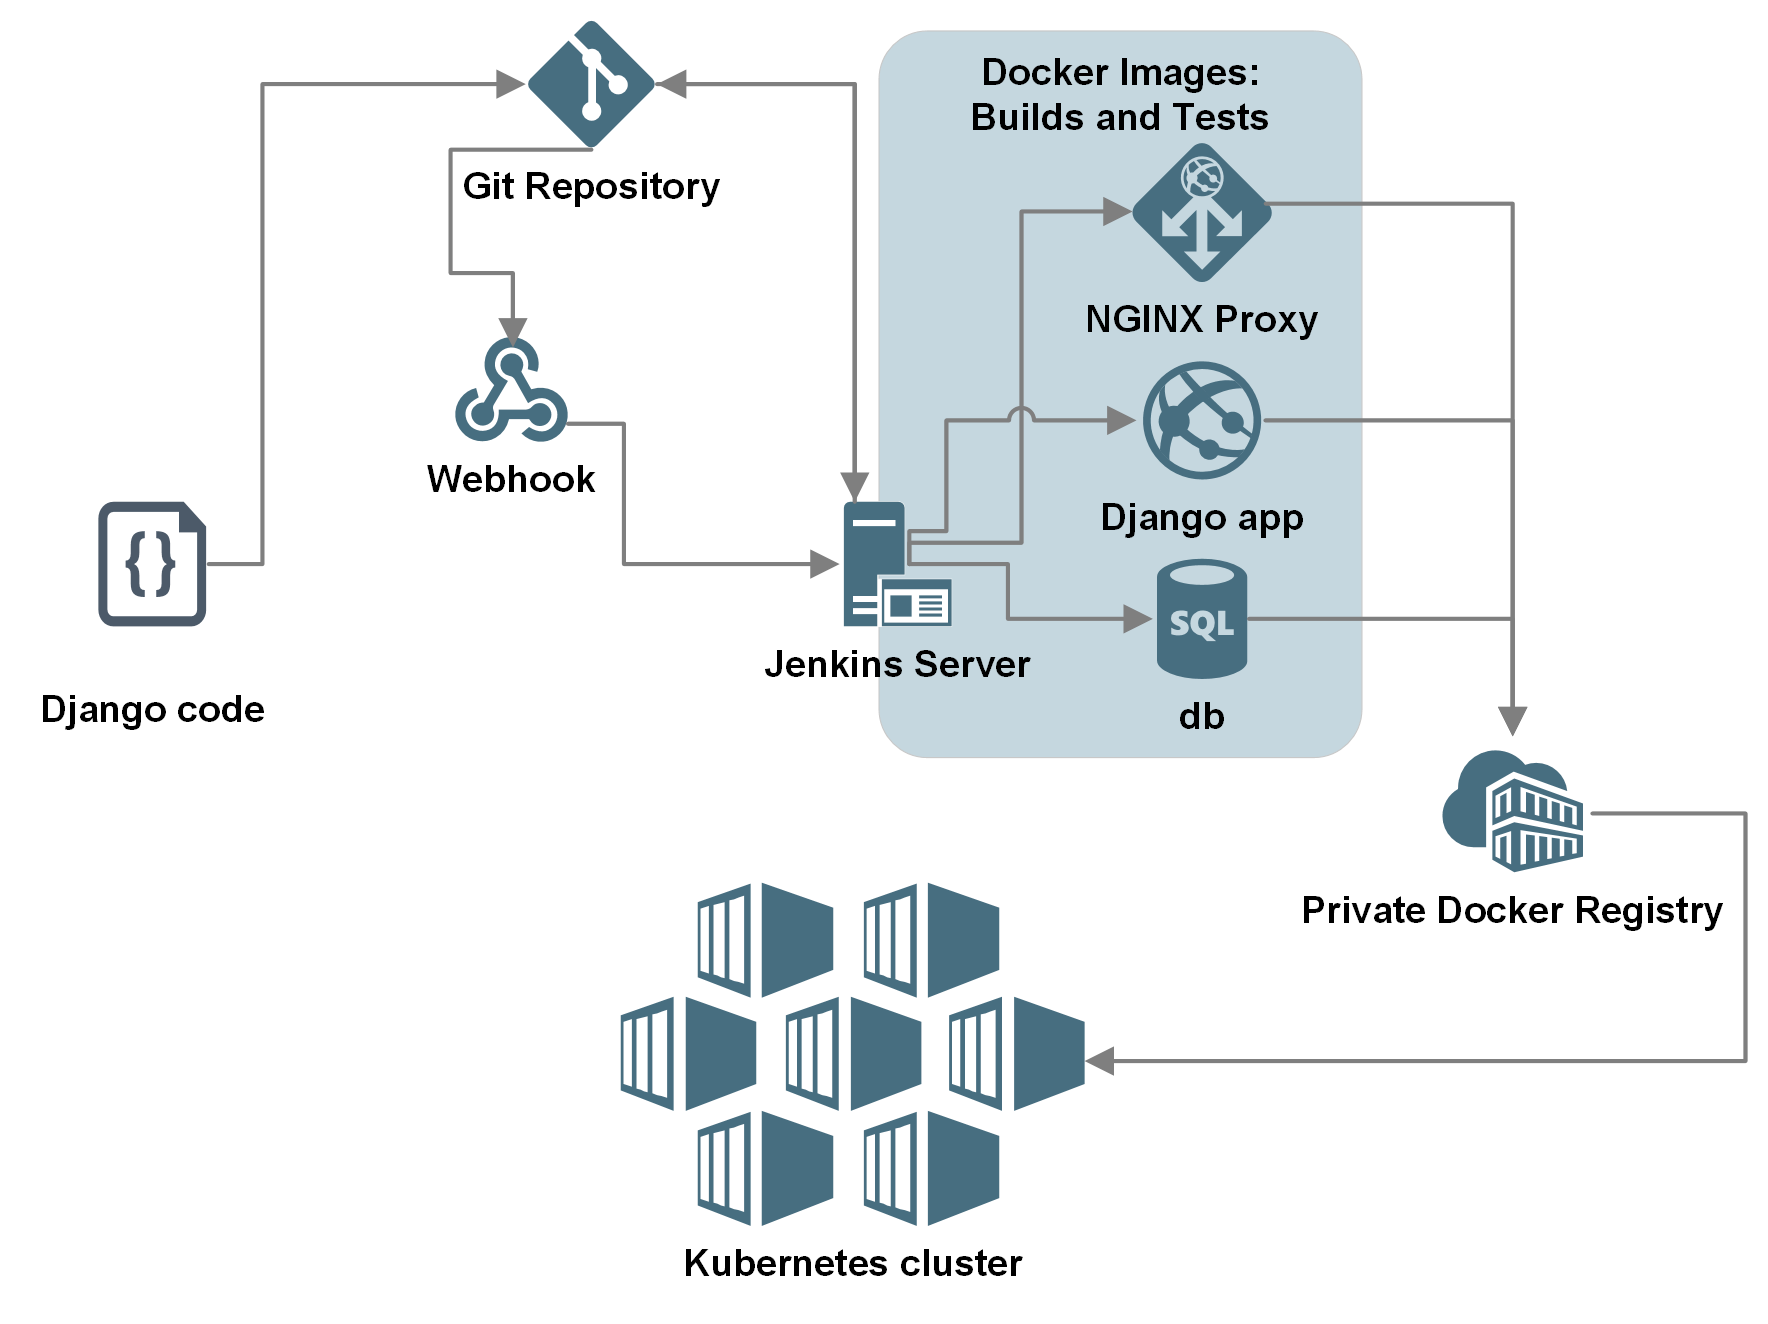 Docker Images:
Builds and Tests
Git Repository
NGINX Proxy
Webhook
{}
Django app
SQL
Jenkins Server
Django code
db
Private Docker Registry
Kubernetes cluster